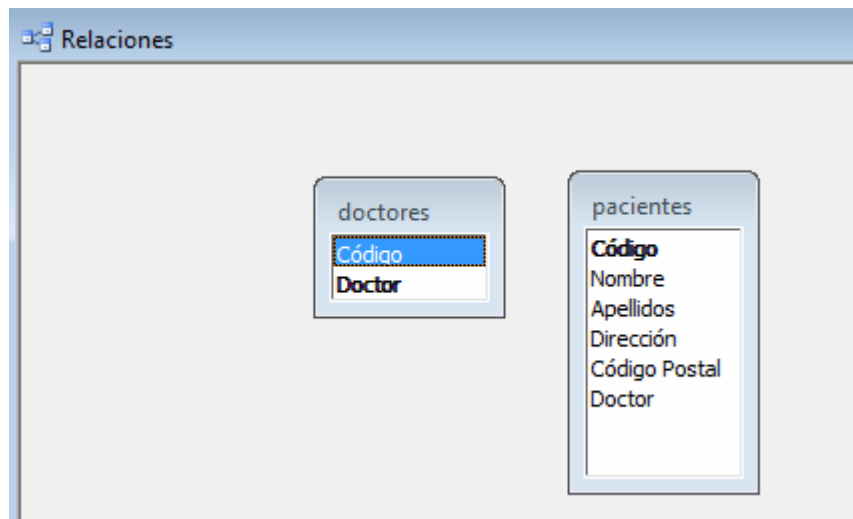 Relaciones
doctores
Código
Doctor
pacientes
Código
Nombre
Apellidos
Dirección
Código Postal
Doctor